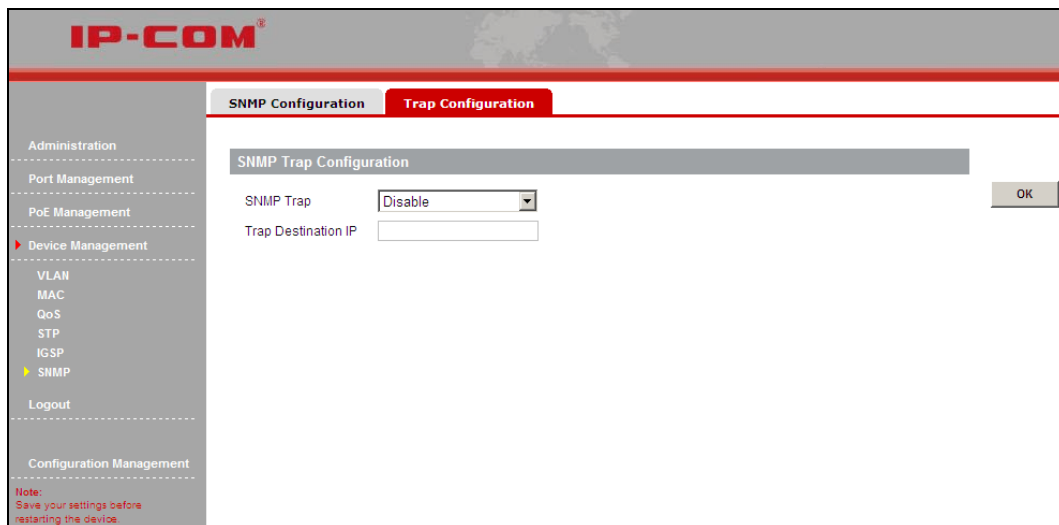 IP-COM®
SNMP Configuration
Trap Configuration
Administration
Port Management
PoE Management
Device Management
VLAN
MAC
QoS
STP
IGSP
SNMP
Logout
Configuration Management
Note:
Save your settings before
restarting the device.
SNMP Trap Configuration
SNMP Trap Disable
Trap Destination IP
OK